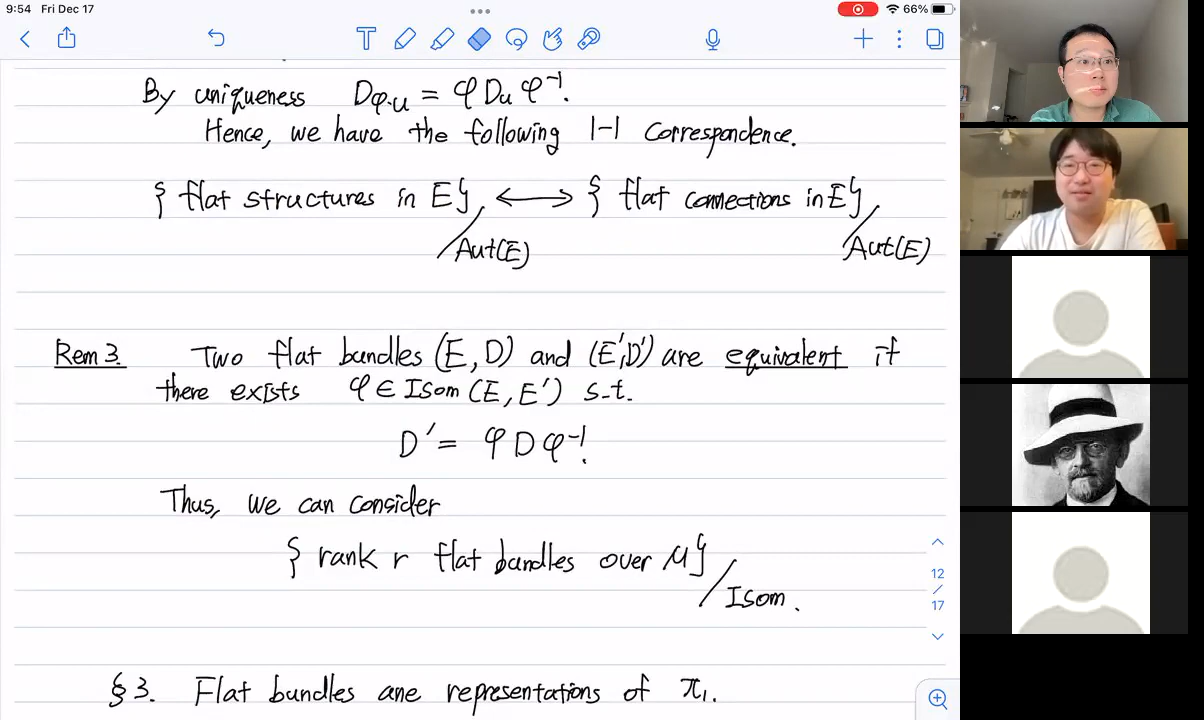 9:54 Fri Dec 17
66%
T
By uniqueness D_{φ·u} = φ D_u φ⁻¹.
Hence, we have the following 1-1 correspondence.
{ flat structures in E } / Aut(E) ⟷ { flat connections in E } / Aut(E)
Rem 3. Two flat bundles (E, D) and (E', D') are equivalent if
there exists φ ∈ Isom (E, E') s.t.
D' = φ D φ⁻¹.
Thus, we can consider
{ rank r flat bundles over M } / Isom.
12
/
17
§3. Flat bundles are representations of π₁.